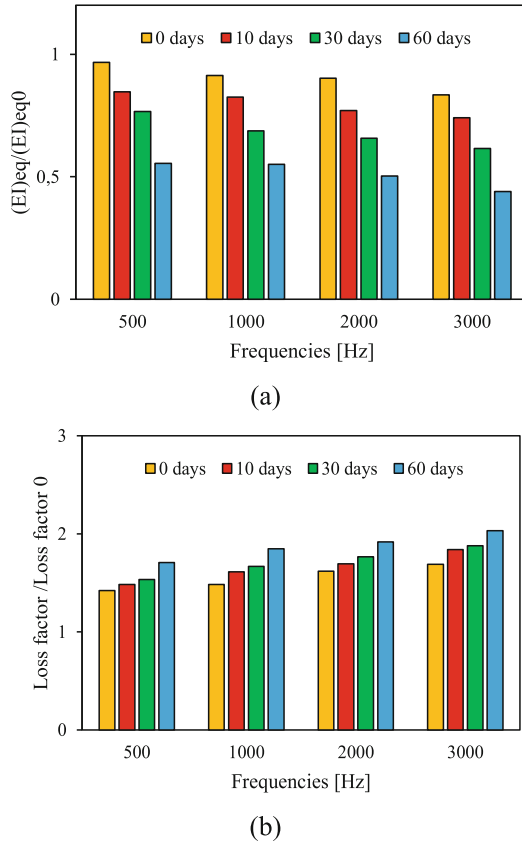 0 days 10 days 30 days 60 days
1
0,5
0
(EI)eq/(EI)eq0
500 1000 2000 3000
Frequencies [Hz]
(a)
3
0 days 10 days 30 days 60 days
2
1
0
Loss factor /Loss factor 0
500 1000 2000 3000
Frequencies [Hz]
(b)